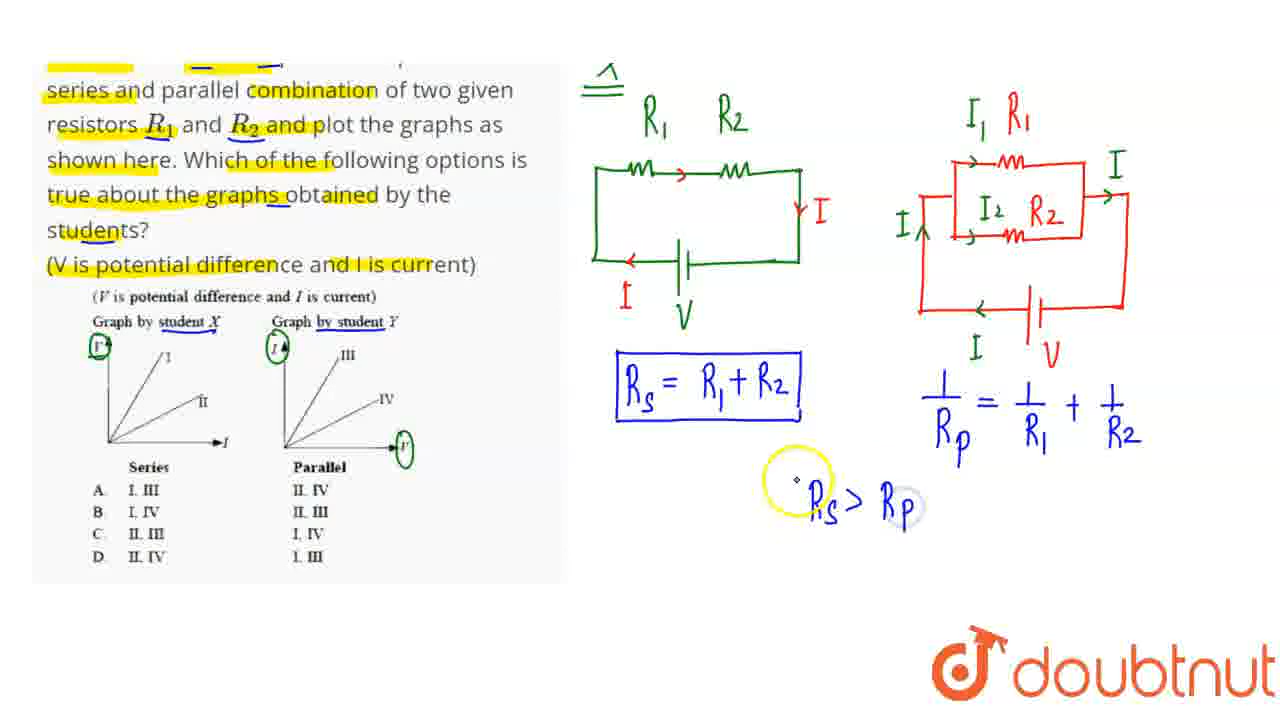 series and parallel combination of two given
resistors R1 and R2 and plot the graphs as
shown here. Which of the following options is
true about the graphs obtained by the
students?
(V is potential difference and I is current)
(V is potential difference and I is current)
Graph by student X Graph by student Y
V
I
II
I
I
III
IV
V
Series Parallel
A. I, III II, IV
B. I, IV II, III
C. II, III I, IV
D. II, IV I, III
R1 R2
I
I
V
Rs = R1 + R2
I1 R1
I
I2 R2
I
I
V
1/Rp = 1/R1 + 1/R2
Rs > Rp
doubtnut